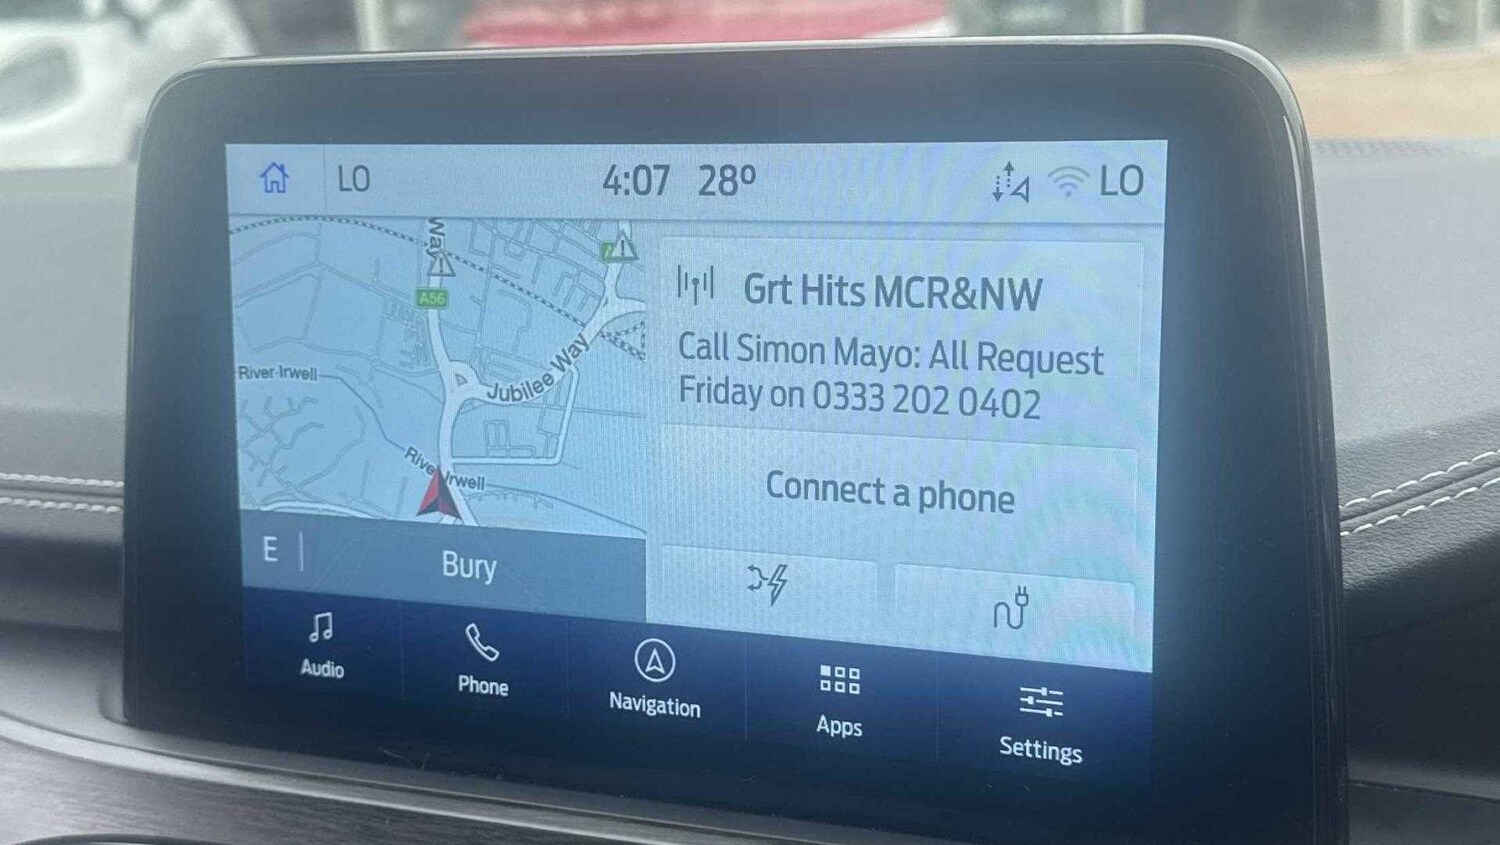 LO
4:07 28º
LO
Way
A56
River Irwell
Jubilee Way
River Irwell
E
Bury
Grt Hits MCR&NW
Call Simon Mayo: All Request
Friday on 0333 202 0402
Connect a phone
Audio
Phone
Navigation
Apps
Settings